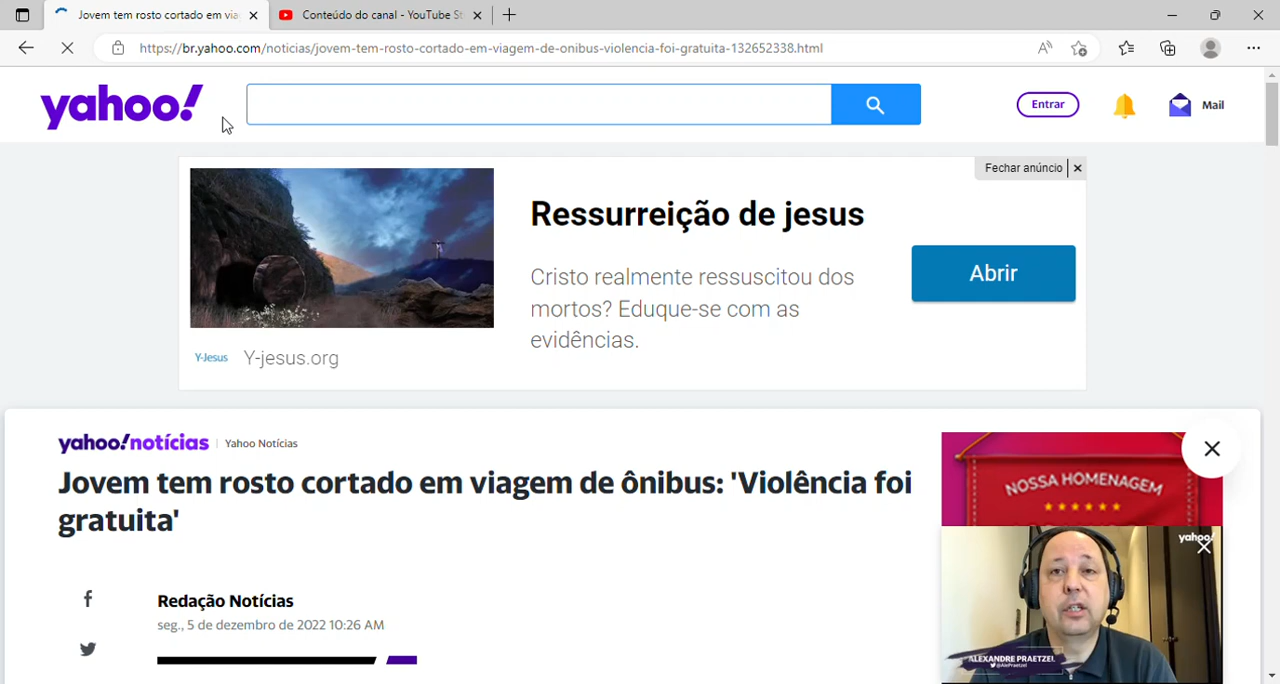 Jovem tem rosto cortado em via
Conteúdo do canal - YouTube St
https://br.yahoo.com/noticias/jovem-tem-rosto-cortado-em-viagem-de-onibus-violencia-foi-gratuita-132652338.html
yahoo!
Entrar
Mail
Fechar anúncio
Ressurreição de jesus
Cristo realmente ressuscitou dos
mortos? Eduque-se com as
evidências.
Abrir
Y-Jesus
Y-jesus.org
yahoo!notícias
Yahoo Notícias
Jovem tem rosto cortado em viagem de ônibus: 'Violência foi
gratuita'
NOSSA HOMENAGEM
yahoo!
Redação Notícias
seg., 5 de dezembro de 2022 10:26 AM
ALEXANDRE PRAETZEL
@AlePraetzel